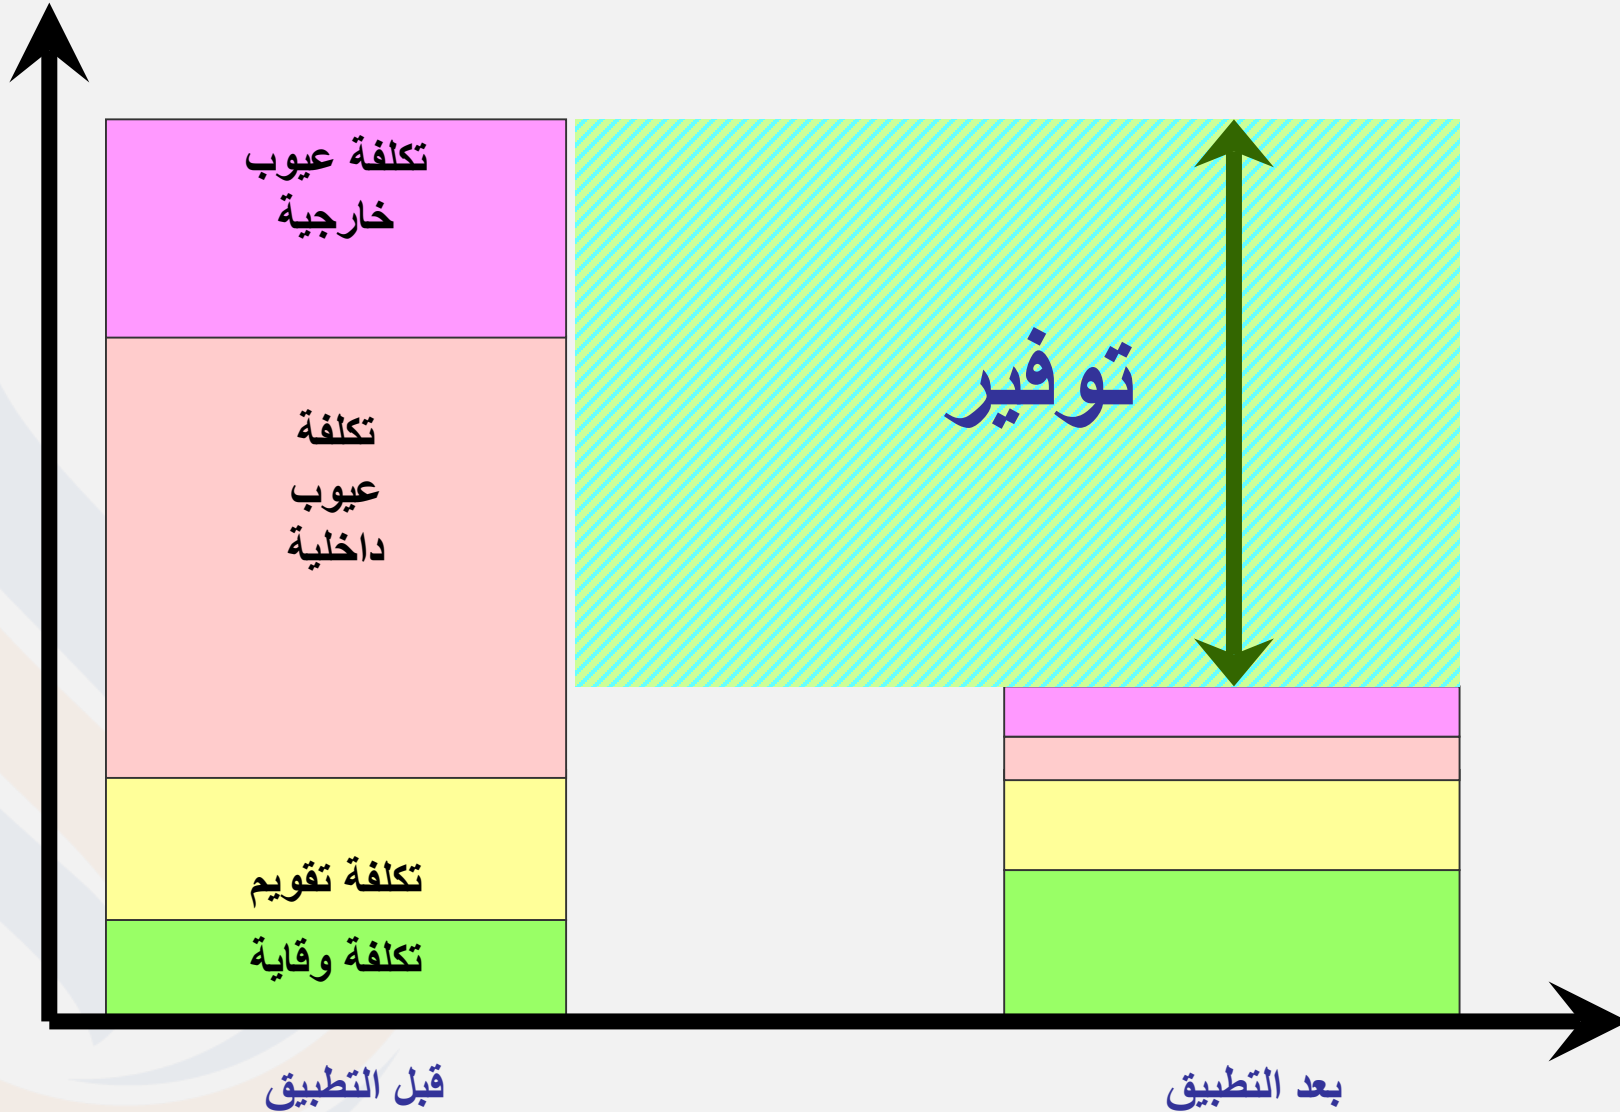 تكلفة عيوب
خارجية
تكلفة
عيوب
داخلية
تكلفة تقويم
تكلفة وقاية
توفير
قبل التطبيق
بعد التطبيق